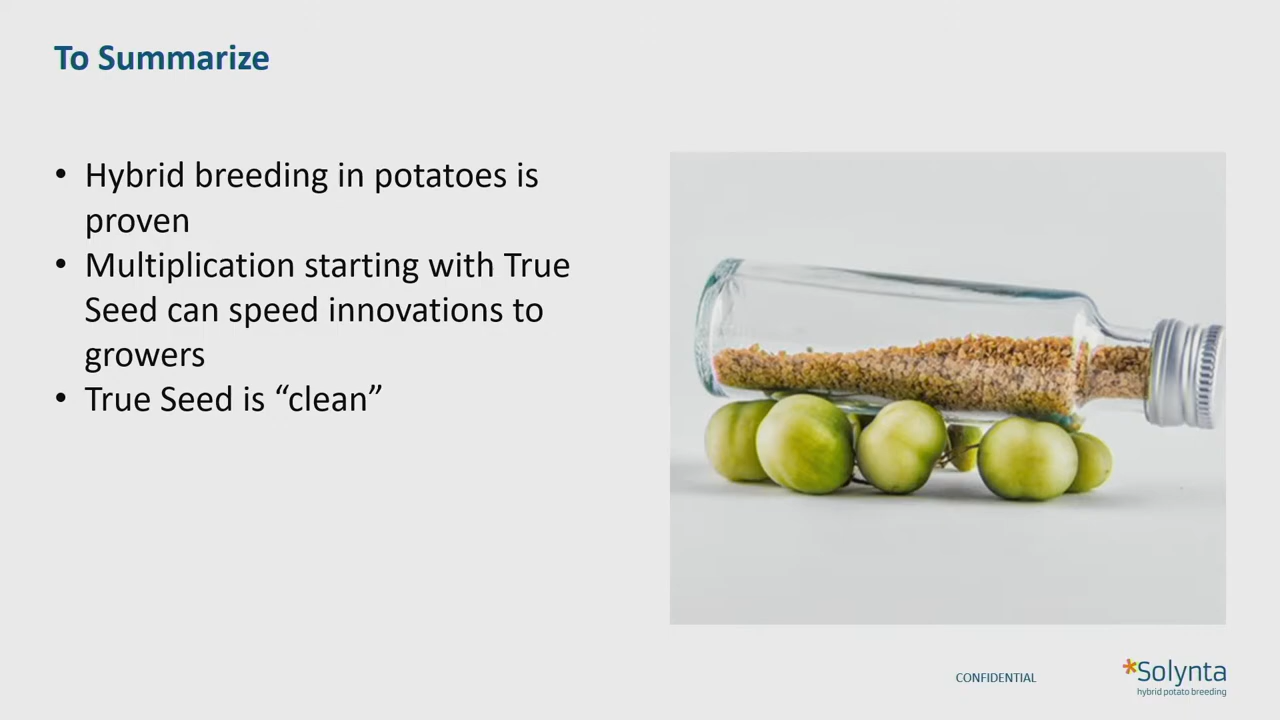 To Summarize
• Hybrid breeding in potatoes is
proven
• Multiplication starting with True
Seed can speed innovations to
growers
• True Seed is “clean”
CONFIDENTIAL
*Solynta
hybrid potato breeding